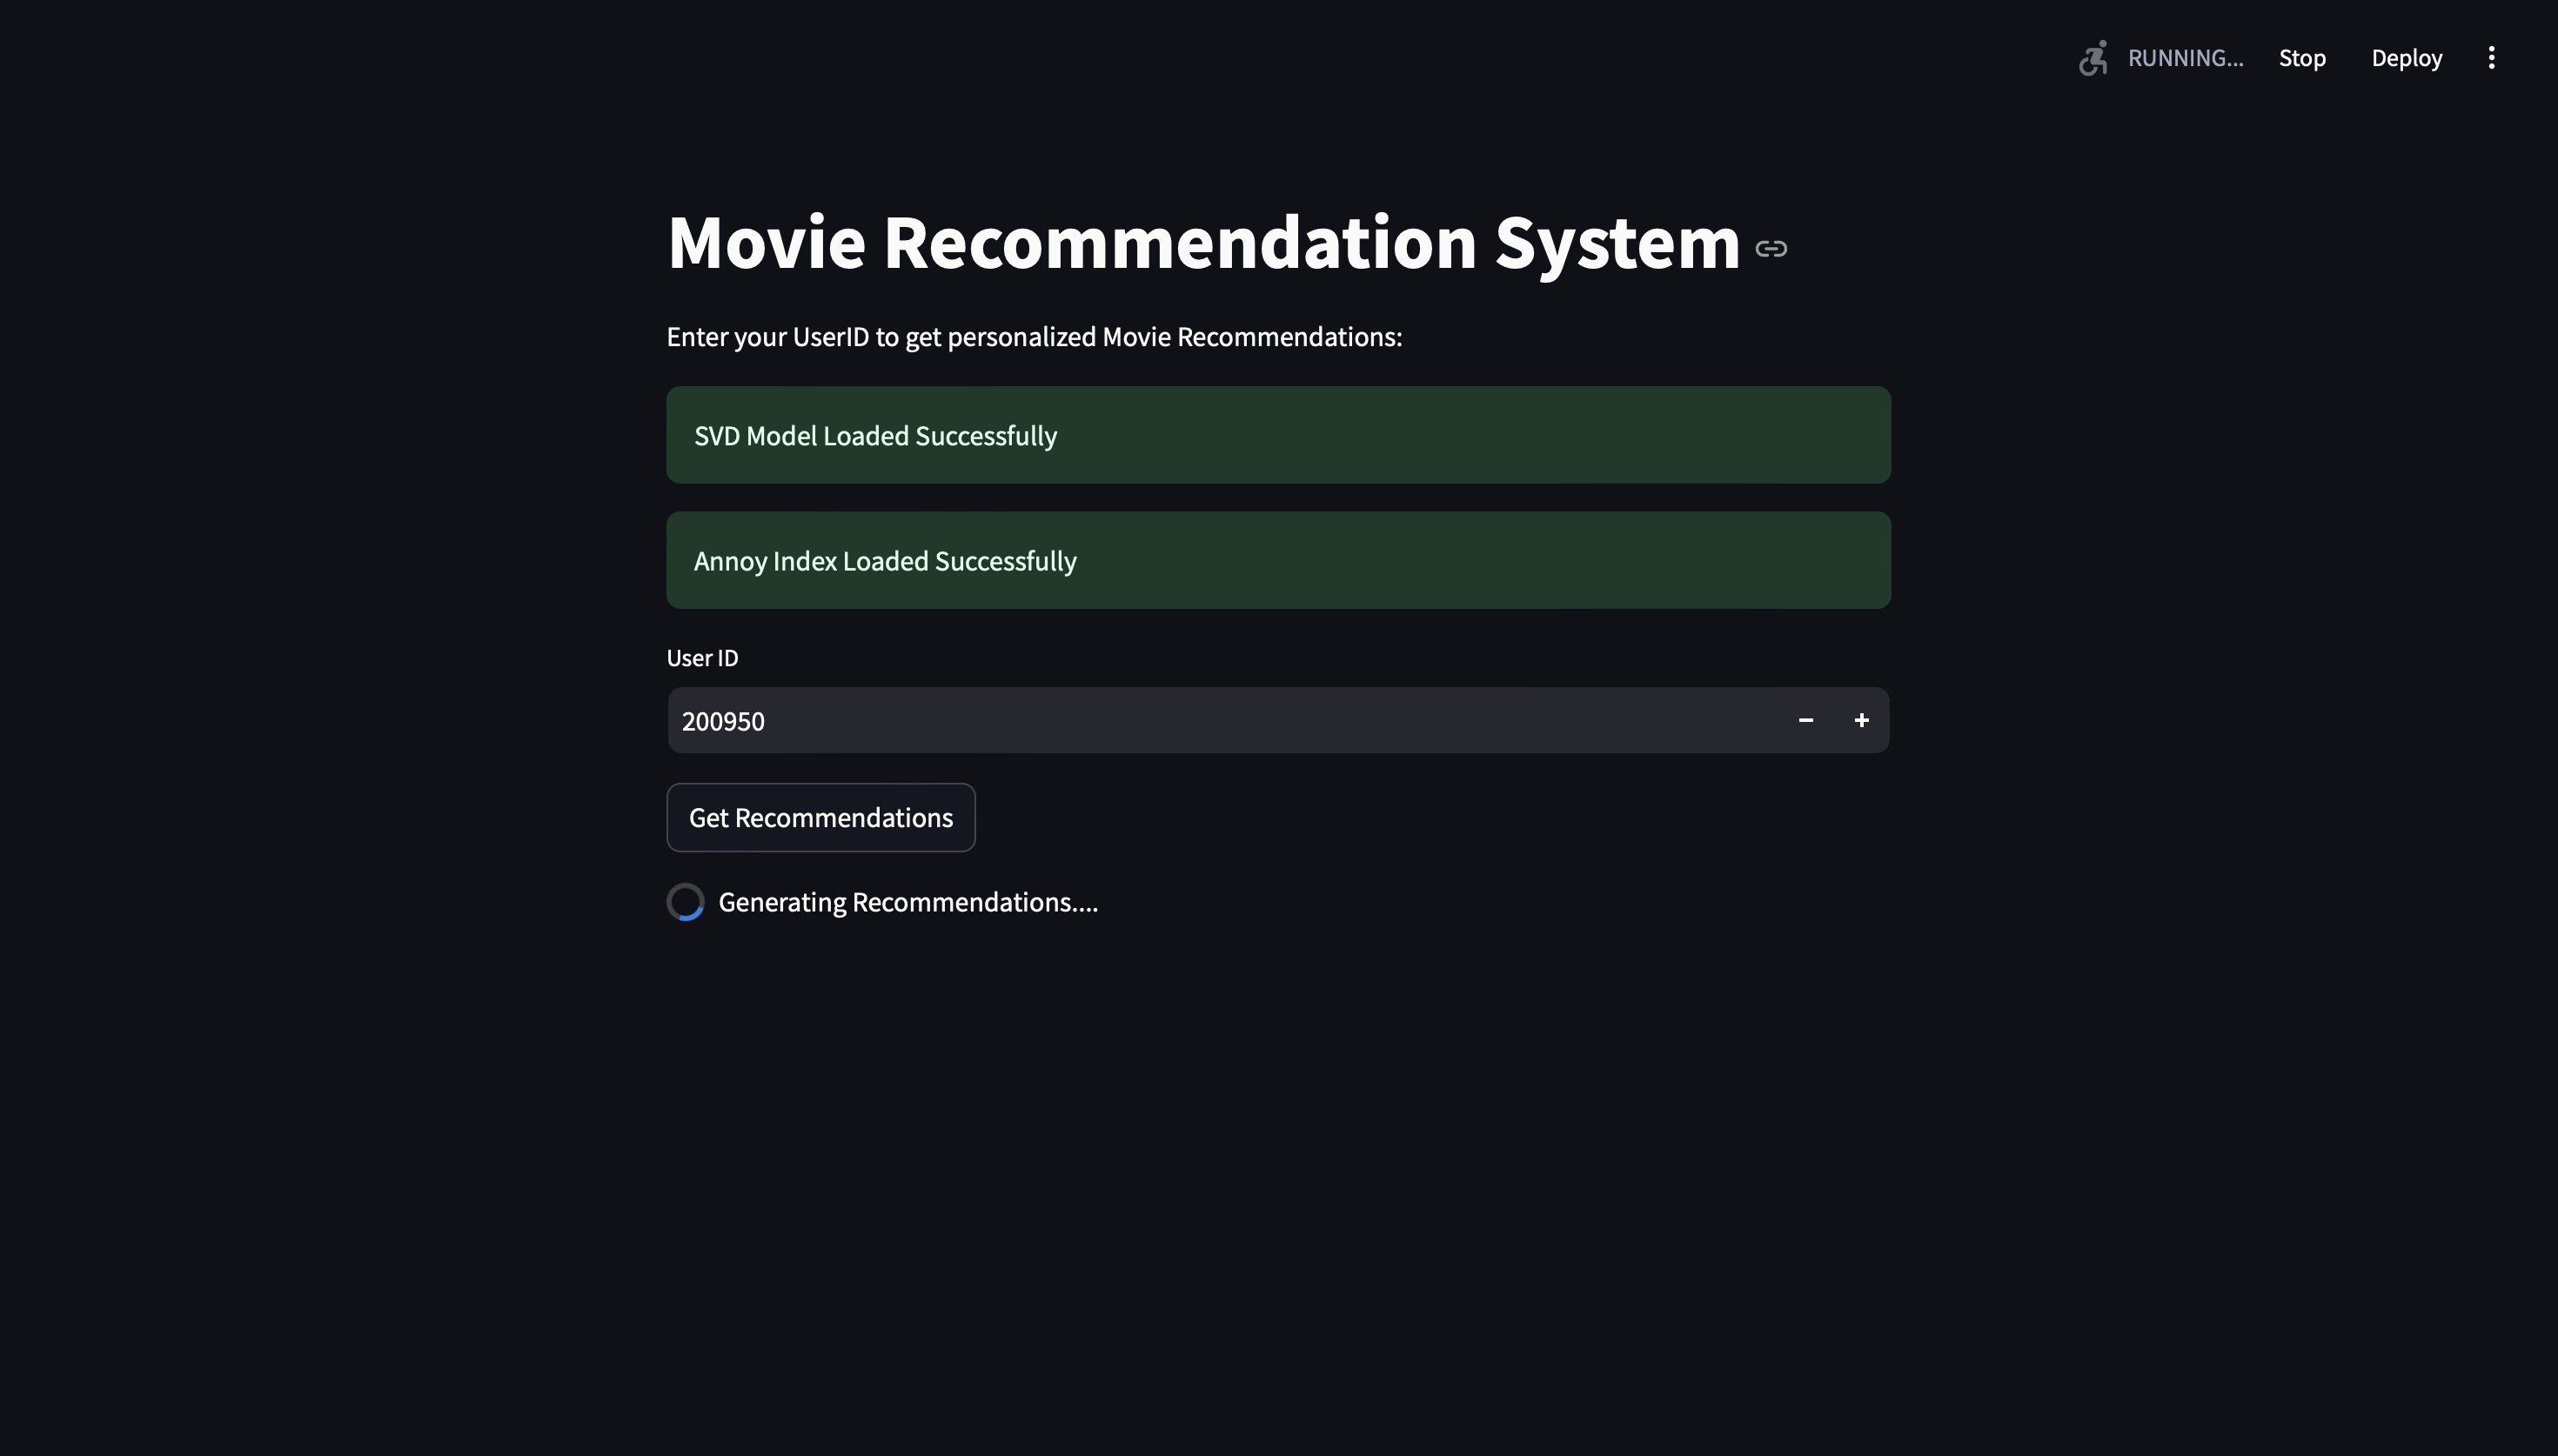 RUNNING...
Stop
Deploy
Movie Recommendation System
Enter your UserID to get personalized Movie Recommendations:
SVD Model Loaded Successfully
Annoy Index Loaded Successfully
User ID
200950
Get Recommendations
Generating Recommendations....